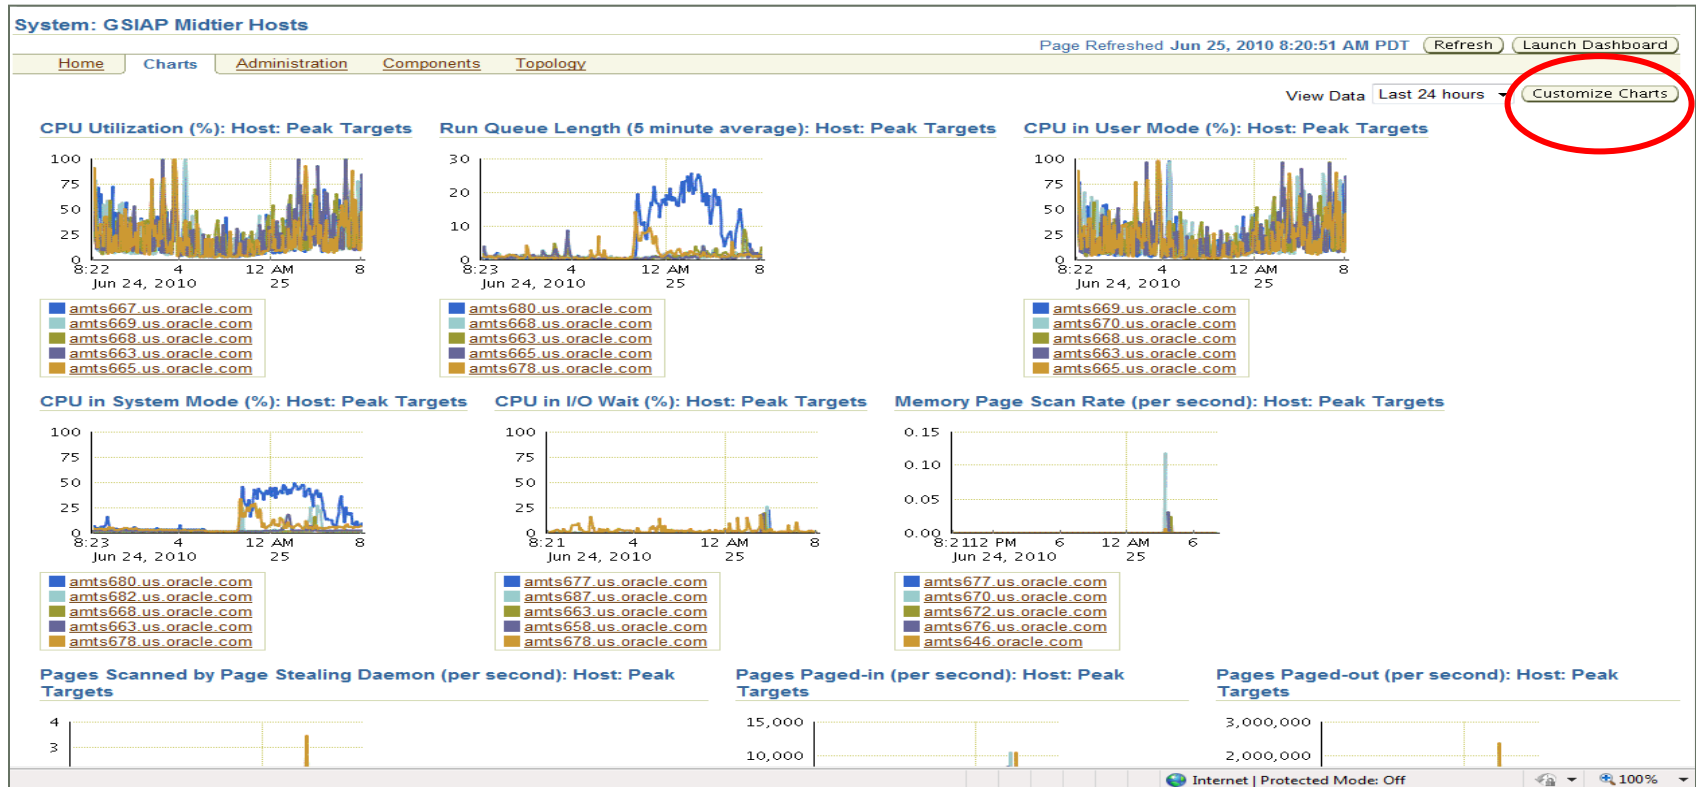 System: GSIAP Midtier Hosts
Page Refreshed Jun 25, 2010 8:20:51 AM PDT Refresh Launch Dashboard
Home Charts Administration Components Topology
View Data Last 24 hours Customize Charts
CPU Utilization (%): Host: Peak Targets
100
75
50
25
0
8:22 4 12 AM 8
Jun 24, 2010 25
amts667.us.oracle.com
amts669.us.oracle.com
amts668.us.oracle.com
amts663.us.oracle.com
amts665.us.oracle.com
Run Queue Length (5 minute average): Host: Peak Targets
30
20
10
0
8:23 4 12 AM 8
Jun 24, 2010 25
amts680.us.oracle.com
amts668.us.oracle.com
amts663.us.oracle.com
amts665.us.oracle.com
amts678.us.oracle.com
CPU in User Mode (%): Host: Peak Targets
100
75
50
25
0
8:22 4 12 AM 8
Jun 24, 2010 25
amts669.us.oracle.com
amts670.us.oracle.com
amts668.us.oracle.com
amts663.us.oracle.com
amts665.us.oracle.com
CPU in System Mode (%): Host: Peak Targets
100
75
50
25
0
8:23 4 12 AM 8
Jun 24, 2010 25
amts680.us.oracle.com
amts682.us.oracle.com
amts668.us.oracle.com
amts663.us.oracle.com
amts678.us.oracle.com
CPU in I/O Wait (%): Host: Peak Targets
100
75
50
25
0
8:21 4 12 AM 8
Jun 24, 2010 25
amts677.us.oracle.com
amts687.us.oracle.com
amts663.us.oracle.com
amts658.us.oracle.com
amts678.us.oracle.com
Memory Page Scan Rate (per second): Host: Peak Targets
0.15
0.10
0.05
0.00
8:2112 PM 6 12 AM 6
Jun 24, 2010 25
amts677.us.oracle.com
amts670.us.oracle.com
amts672.us.oracle.com
amts676.us.oracle.com
amts646.oracle.com
Pages Scanned by Page Stealing Daemon (per second): Host: Peak
Targets
4
3
Pages Paged-in (per second): Host: Peak
Targets
15,000
10,000
Pages Paged-out (per second): Host: Peak
Targets
3,000,000
2,000,000
Internet | Protected Mode: Off 100%